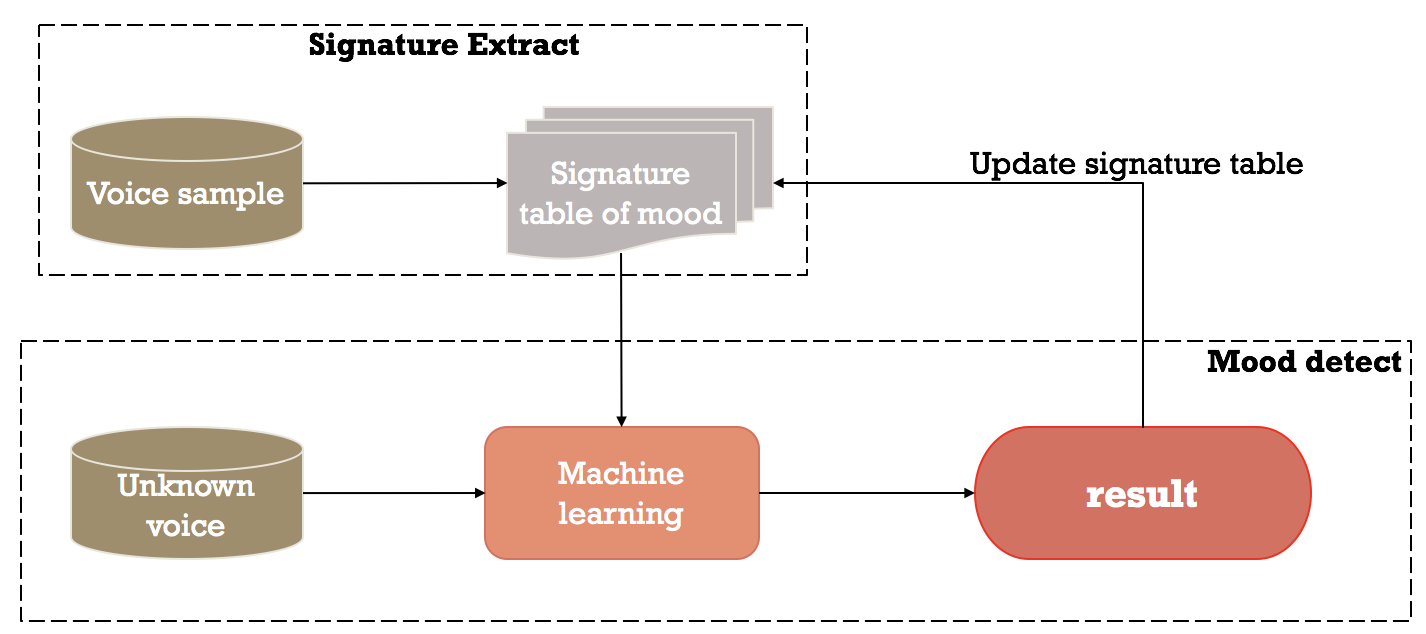 Signature Extract
Voice sample
Signature
table of mood
Update signature table
Mood detect
Unknown
voice
Machine
learning
result